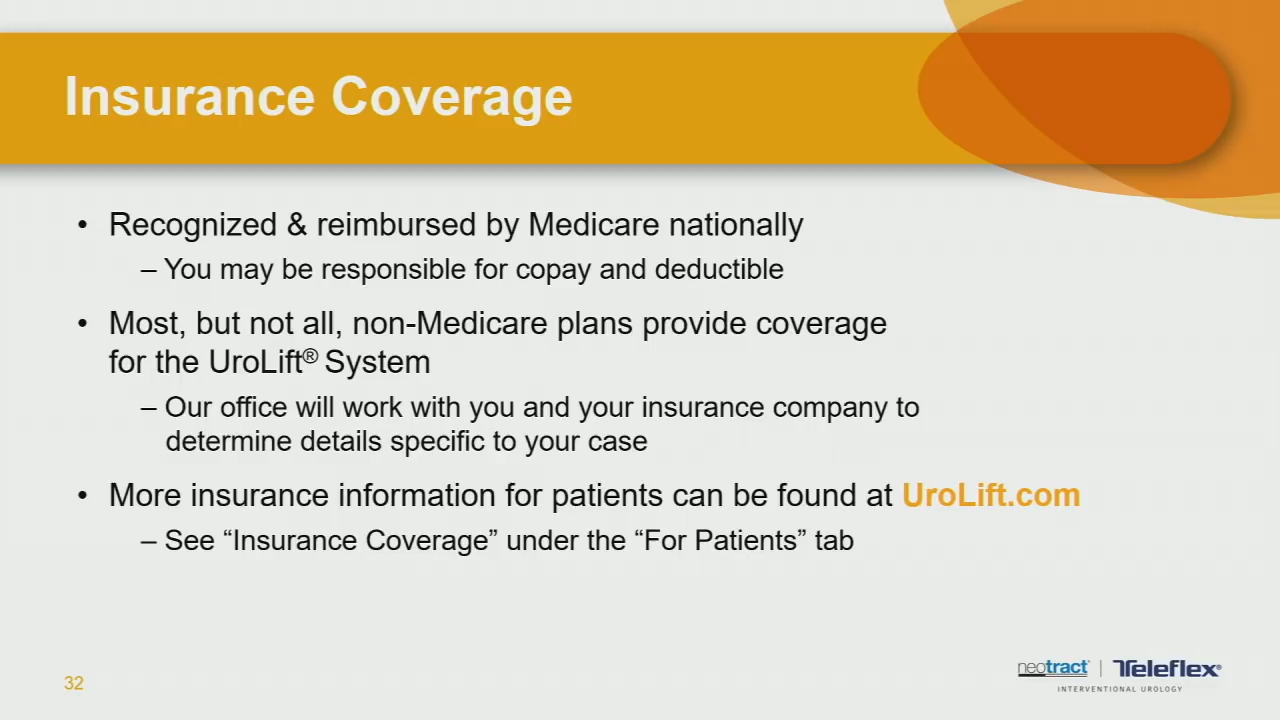 Insurance Coverage
• Recognized & reimbursed by Medicare nationally
– You may be responsible for copay and deductible
• Most, but not all, non-Medicare plans provide coverage
for the UroLift® System
– Our office will work with you and your insurance company to
determine details specific to your case
• More insurance information for patients can be found at UroLift.com
– See “Insurance Coverage” under the “For Patients” tab
32
neotract | Teleflex®
INTERVENTIONAL UROLOGY